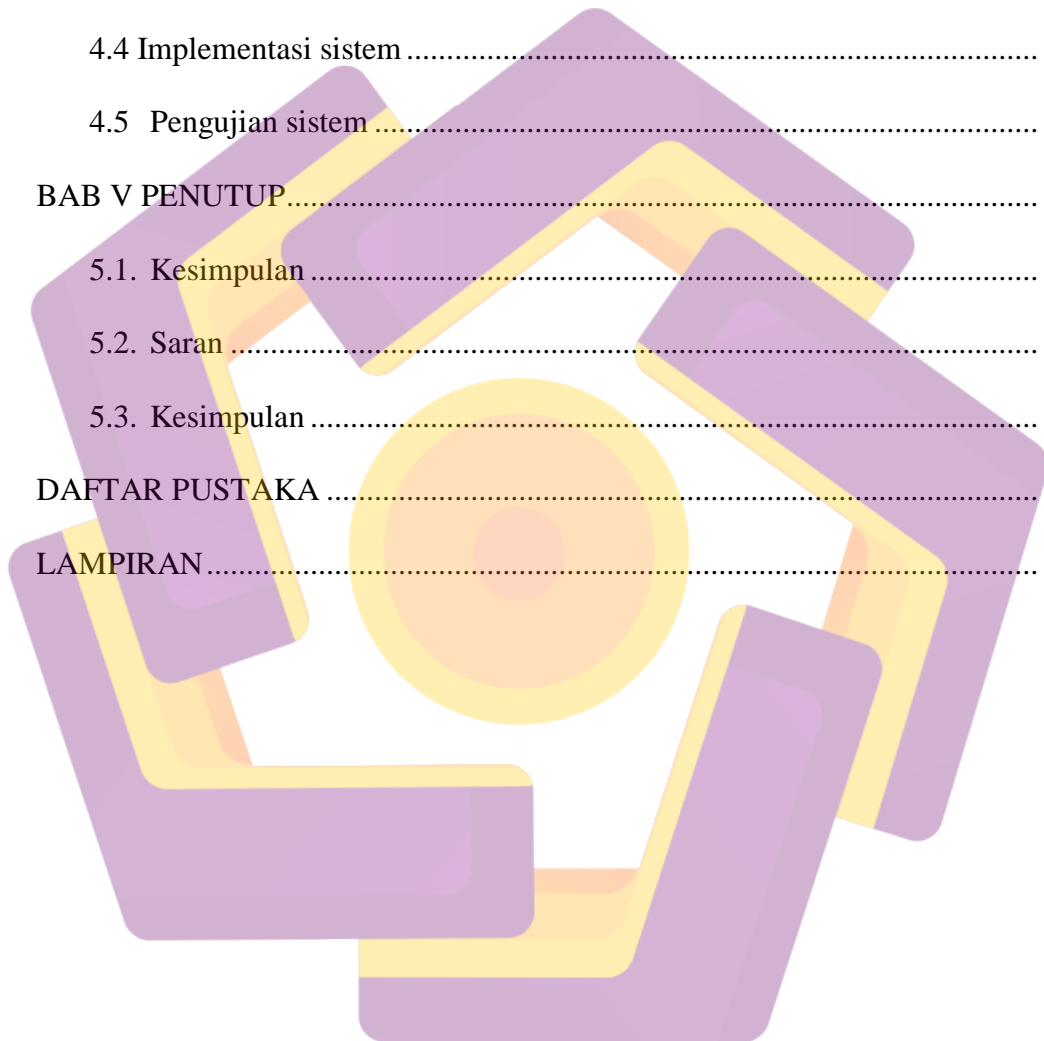 4.4 Implementasi sistem ................................................................................
4.5 Pengujian sistem ....................................................................................
BAB V PENUTUP................................................................................................
5.1. Kesimpulan ............................................................................................
5.2. Saran ......................................................................................................
5.3. Kesimpulan ............................................................................................
DAFTAR PUSTAKA ..........................................................................................
LAMPIRAN.........................................................................................................